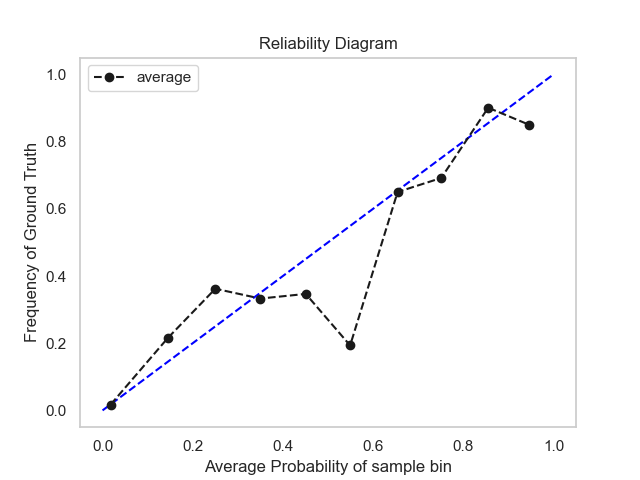 Reliability Diagram
average
Frequency of Ground Truth
1.0
0.8
0.6
0.4
0.2
0.0
0.0 0.2 0.4 0.6 0.8 1.0
Average Probability of sample bin